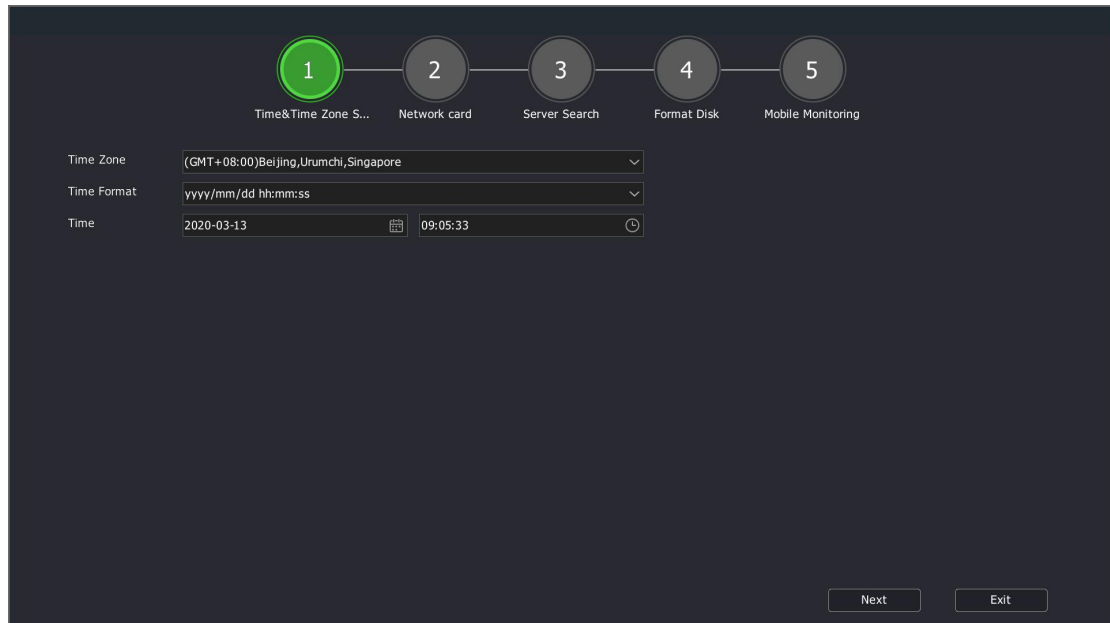 1 2 3 4 5
Time&Time Zone S... Network card Server Search Format Disk Mobile Monitoring
Time Zone (GMT+08:00)Beijing,Urumchi,Singapore
Time Format yyyy/mm/dd hh:mm:ss
Time 2020-03-13 09:05:33
Next Exit